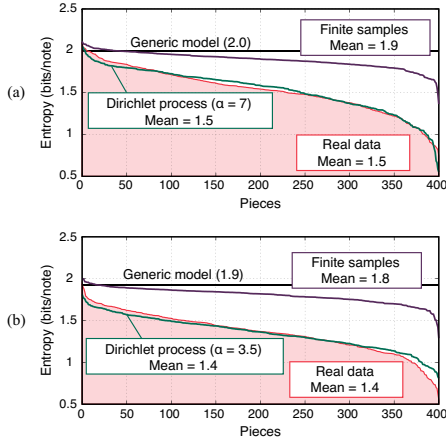 (a)
Entropy (bits/note)
2.5
2
1.5
1
0.5
Generic model (2.0)
Finite samples
Mean = 1.9
Dirichlet process (α = 7)
Mean = 1.5
Real data
Mean = 1.5
0 50 100 150 200 250 300 350 400
Pieces
(b)
Entropy (bits/note)
2.5
2
1.5
1
0.5
Generic model (1.9)
Finite samples
Mean = 1.8
Dirichlet process (α = 3.5)
Mean = 1.4
Real data
Mean = 1.4
0 50 100 150 200 250 300 350 400
Pieces